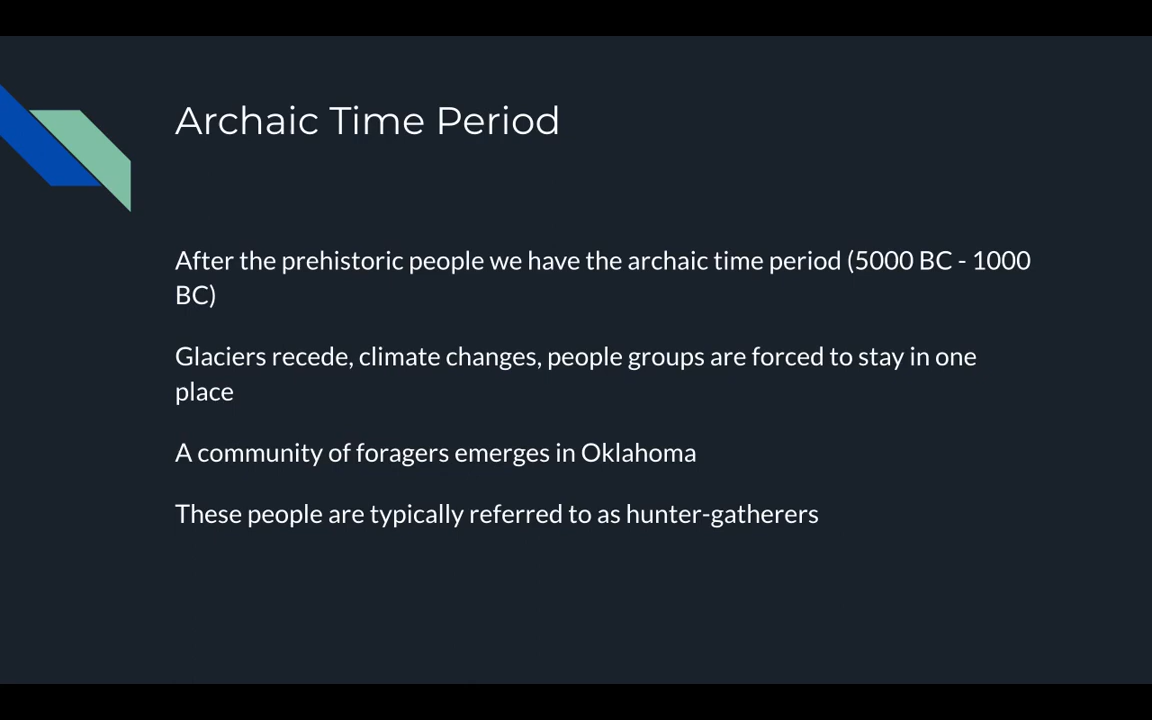 Archaic Time Period
After the prehistoric people we have the archaic time period (5000 BC - 1000
BC)
Glaciers recede, climate changes, people groups are forced to stay in one
place
A community of foragers emerges in Oklahoma
These people are typically referred to as hunter-gatherers